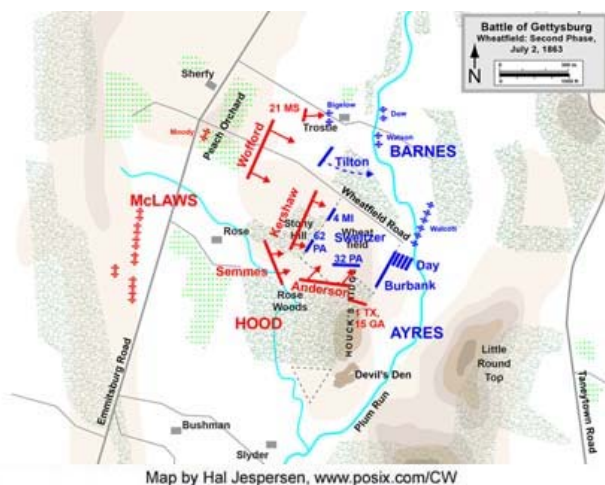 Battle of Gettysburg
Wheatfield: Second Phase,
July 2, 1863
N
Sherfy
21 MS
Bigelow
Dow
Trostle
Watson
Moody
Peach Orchard
Wofford
BARNES
Tilton
McLAWS
Wheatfield Road
Kershaw
Stony
Hill
4 MI
Walcott
Rose
62
PA
Sweitzer
Wheat
field
32 PA
Semmes
Day
Anderson
Burbank
Rose
Woods
HOOD
HOUCK'S RIDGE
1 TX,
15 GA
AYRES
Little
Round
Top
Devil's Den
Emmitsburg Road
Plum Run
Taneytown Road
Bushman
Slyder
Map by Hal Jespersen, www.posix.com/CW